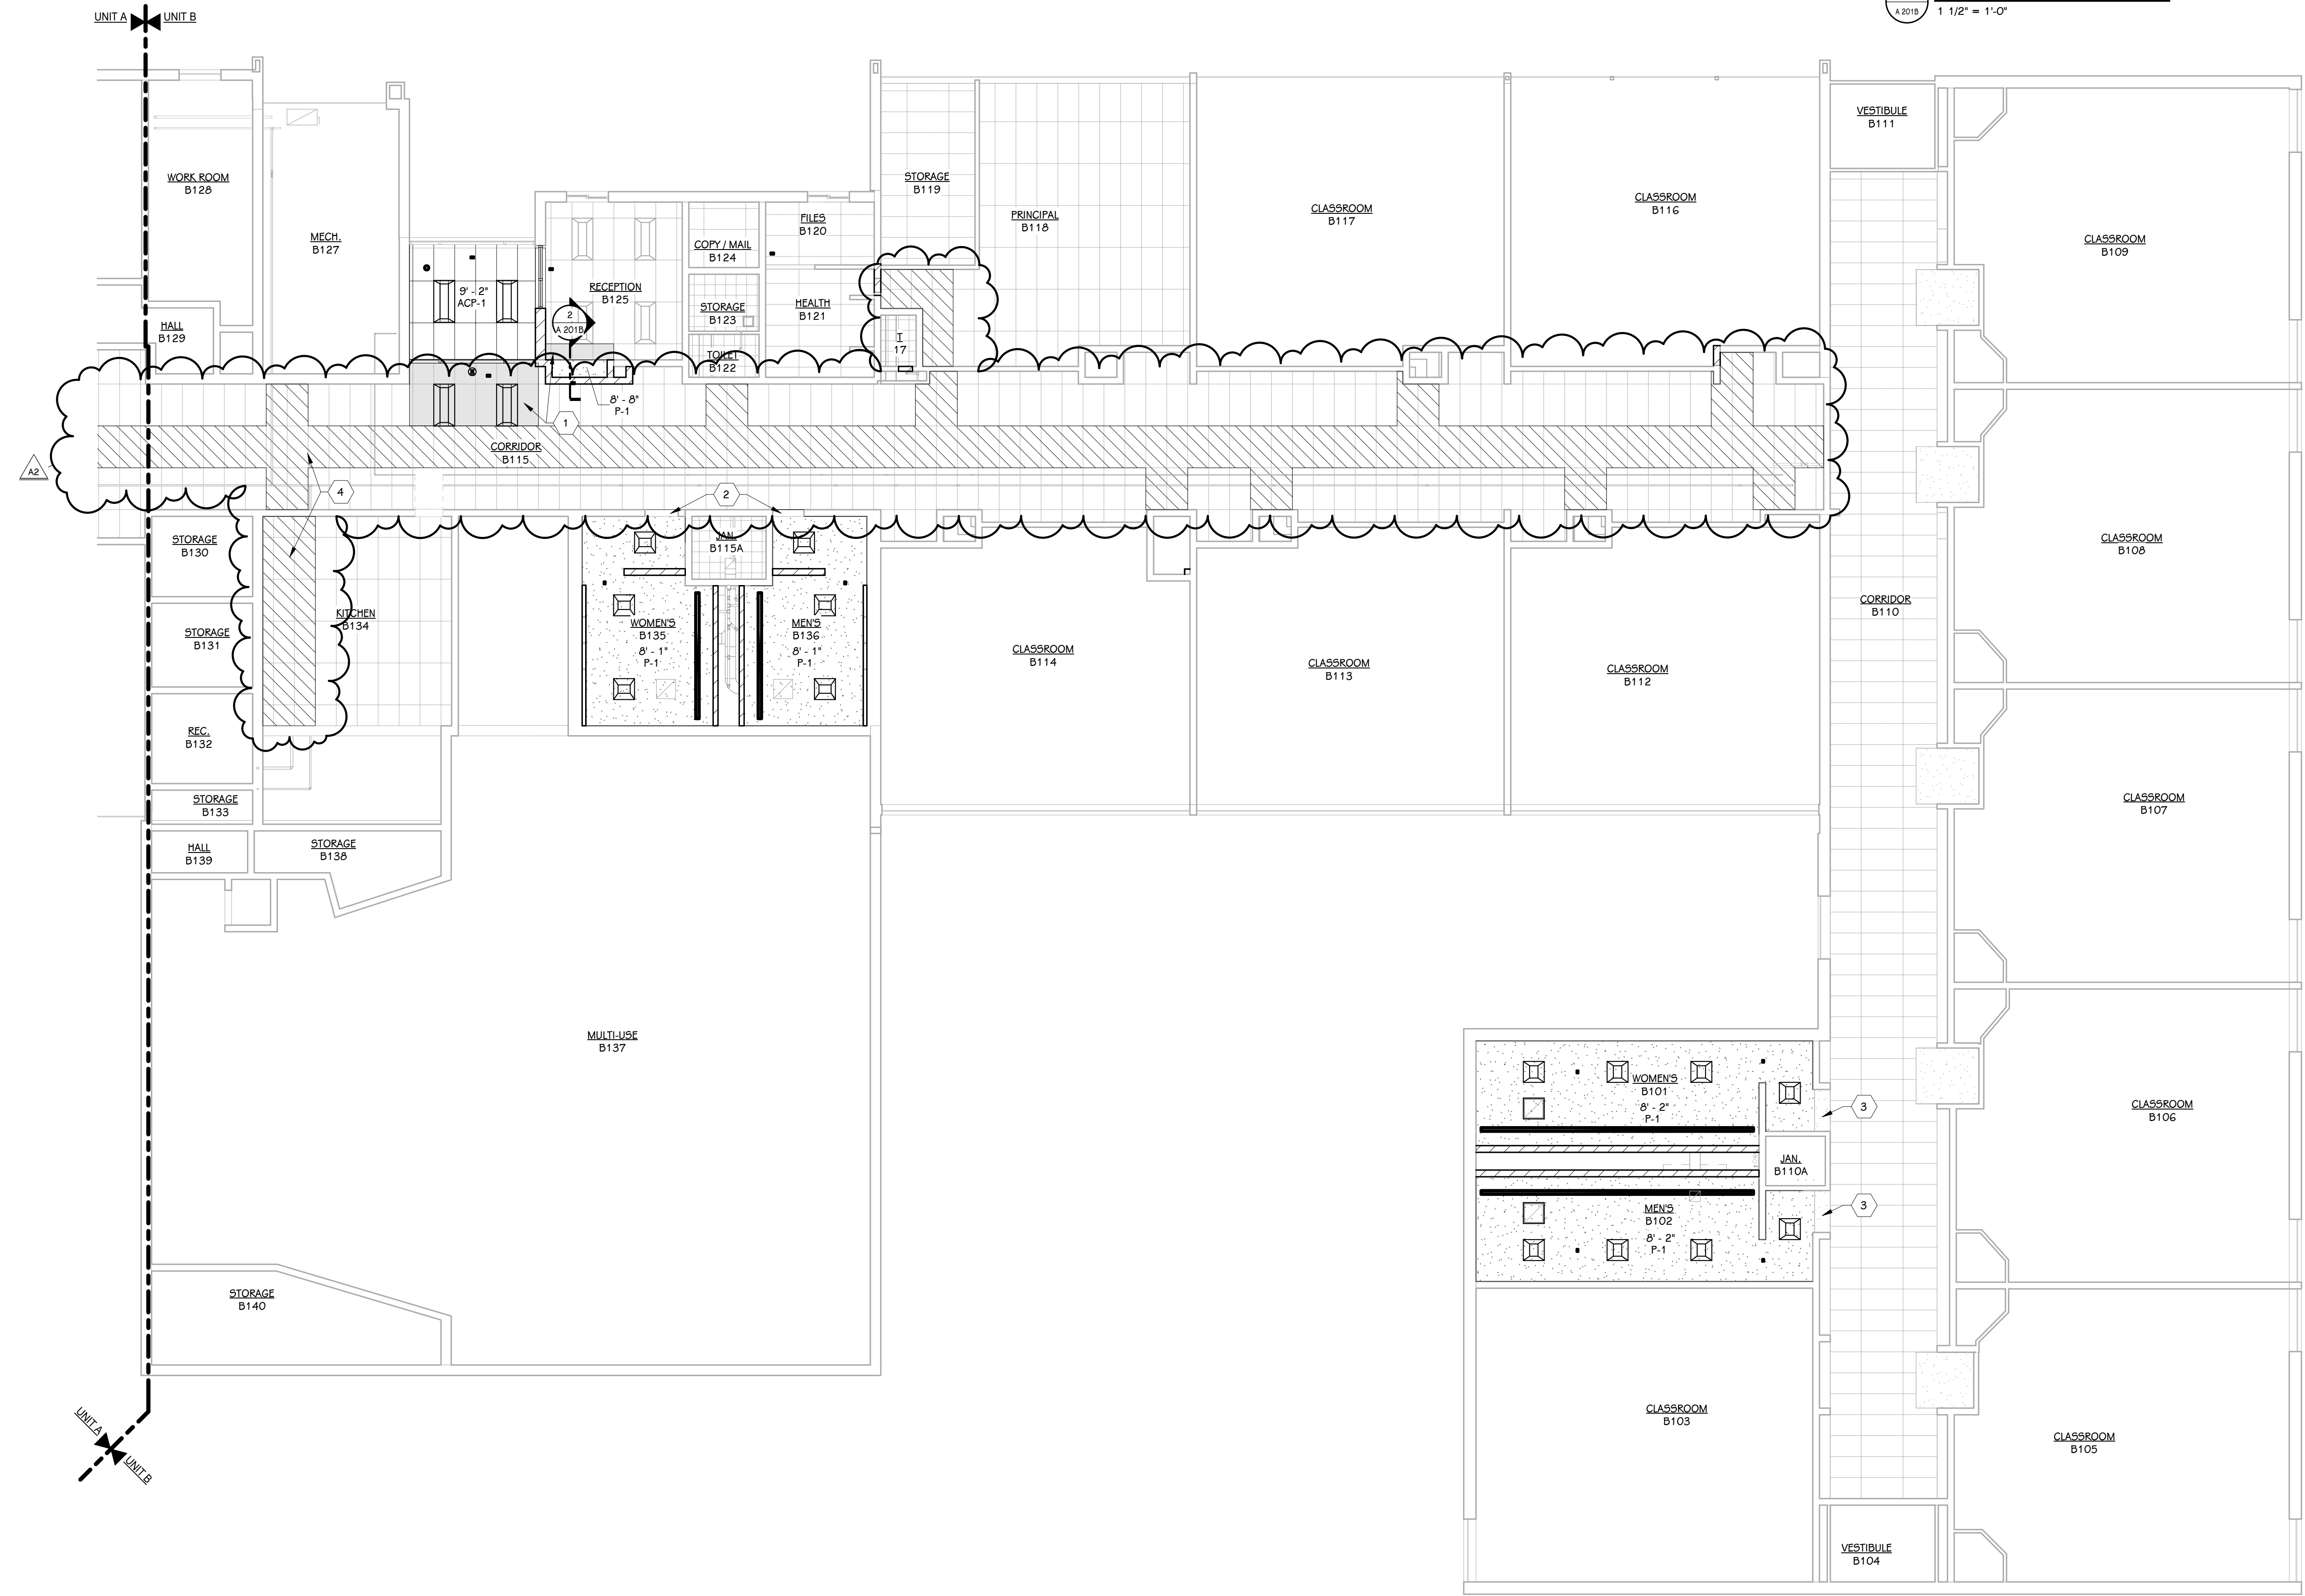 UNIT A
UNIT B
A 201B
1 1/2" = 1'-0"
WORK ROOM
B128
MECH.
B127
HALL
B129
9' - 2"
ACP-1
RECEPTION
B125
2
A 201B
COPY / MAIL
B124
STORAGE
B123
TOILET
B122
FILES
B120
HEALTH
B121
STORAGE
B119
T
17
PRINCIPAL
B118
CLASSROOM
B117
CLASSROOM
B116
VESTIBULE
B111
CLASSROOM
B109
8' - 8"
P-1
1
CORRIDOR
B115
A2
4
2
STORAGE
B130
STORAGE
B131
REC.
B132
STORAGE
B133
HALL
B139
STORAGE
B138
KITCHEN
B134
JAN.
B115A
WOMEN'S
B135
8' - 1"
P-1
MEN'S
B136
8' - 1"
P-1
CLASSROOM
B114
CLASSROOM
B113
CLASSROOM
B112
CORRIDOR
B110
CLASSROOM
B108
CLASSROOM
B107
CLASSROOM
B106
MULTI-USE
B137
WOMEN'S
B101
8' - 2"
P-1
3
JAN.
B110A
3
MEN'S
B102
8' - 2"
P-1
STORAGE
B140
CLASSROOM
B103
CLASSROOM
B105
VESTIBULE
B104
UNIT A
UNIT B